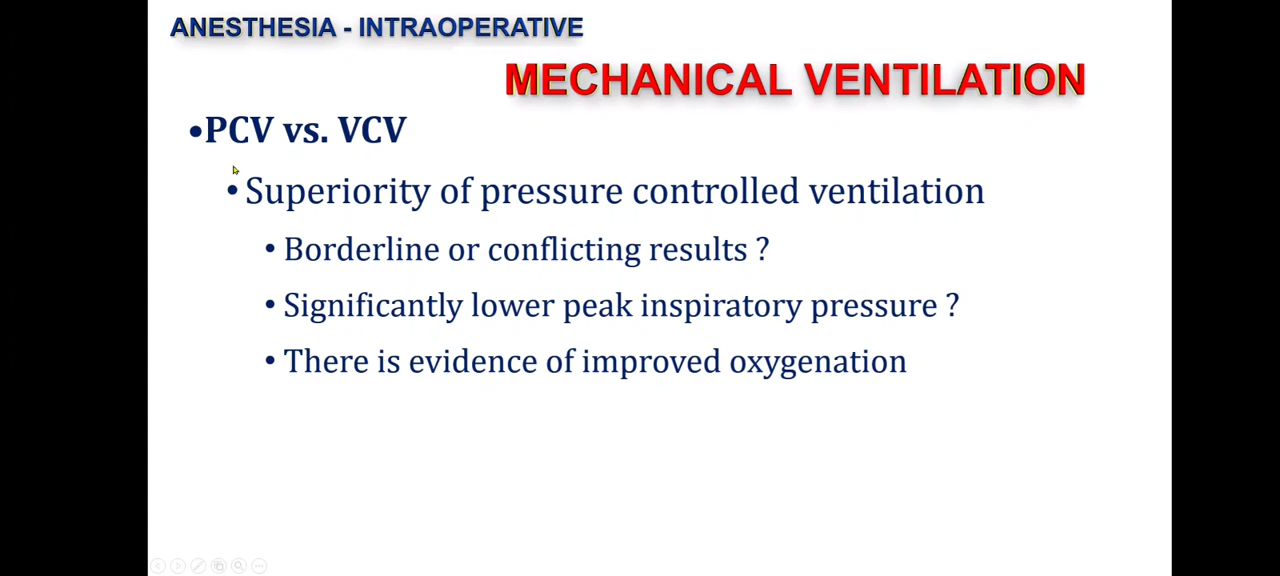 ANESTHESIA - INTRAOPERATIVE
MECHANICAL VENTILATION
•PCV vs. VCV
• Superiority of pressure controlled ventilation
• Borderline or conflicting results ?
• Significantly lower peak inspiratory pressure ?
• There is evidence of improved oxygenation